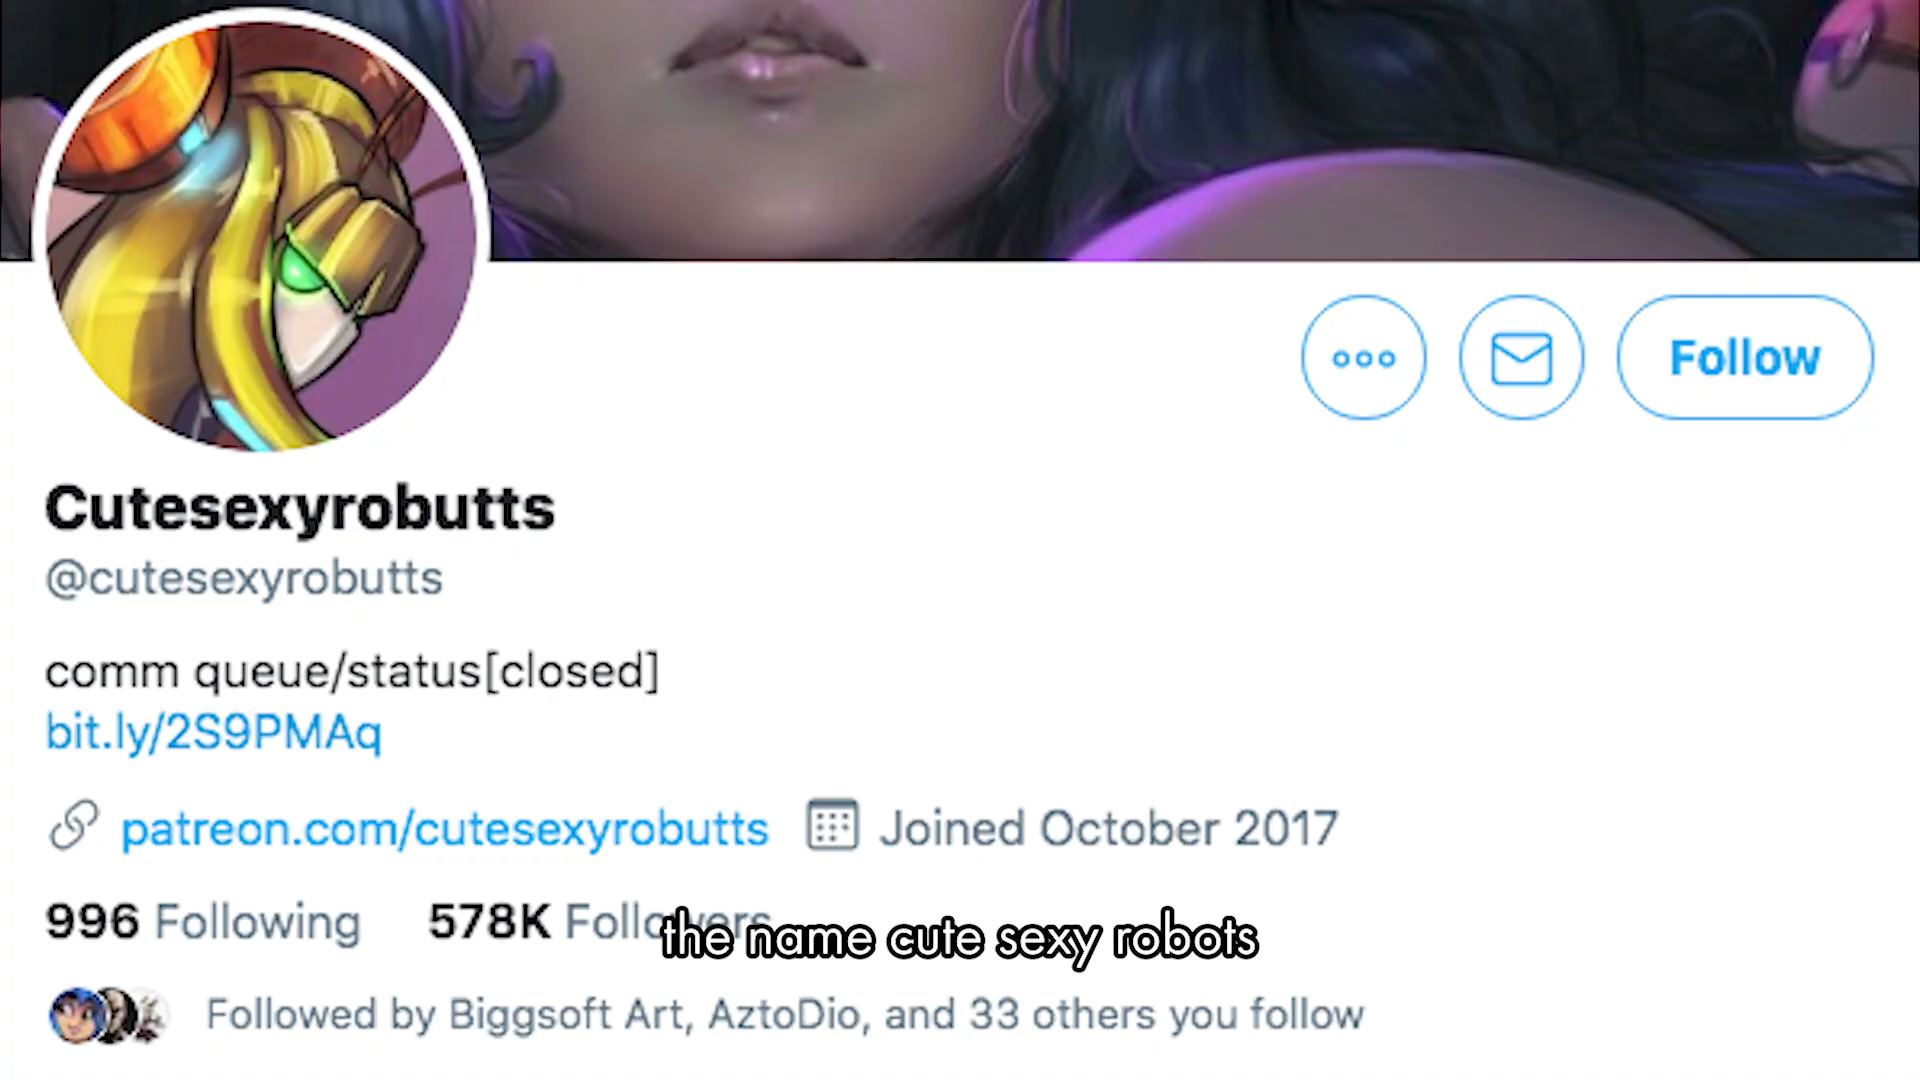 Follow
Cutesexyrobutts
@cutesexyrobutts
comm queue/status[closed]
bit.ly/2S9PMAq
patreon.com/cutesexyrobutts Joined October 2017
996 Following 578K Followers
the name cute sexy robots
Followed by Biggsoft Art, AztoDio, and 33 others you follow